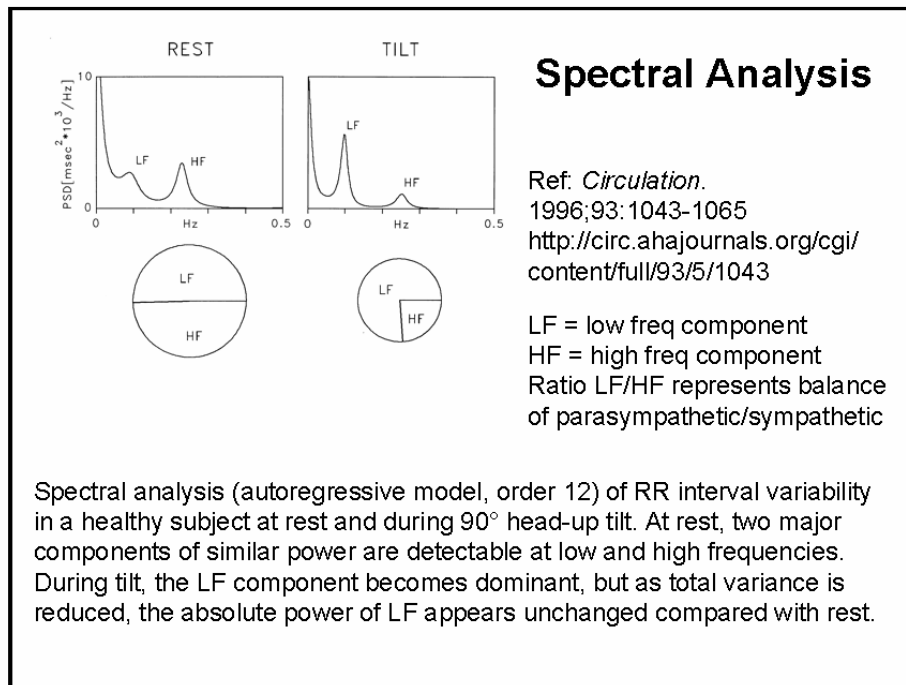 Spectral Analysis
REST
TILT
10
PSD[msec²*10³/Hz]
0
LF
HF
0
Hz
0.5
LF
HF
0
Hz
0.5
LF
HF
LF
HF
Ref: Circulation.
1996;93:1043-1065
http://circ.ahajournals.org/cgi/
content/full/93/5/1043
LF = low freq component
HF = high freq component
Ratio LF/HF represents balance
of parasympathetic/sympathetic
Spectral analysis (autoregressive model, order 12) of RR interval variability
in a healthy subject at rest and during 90° head-up tilt. At rest, two major
components of similar power are detectable at low and high frequencies.
During tilt, the LF component becomes dominant, but as total variance is
reduced, the absolute power of LF appears unchanged compared with rest.